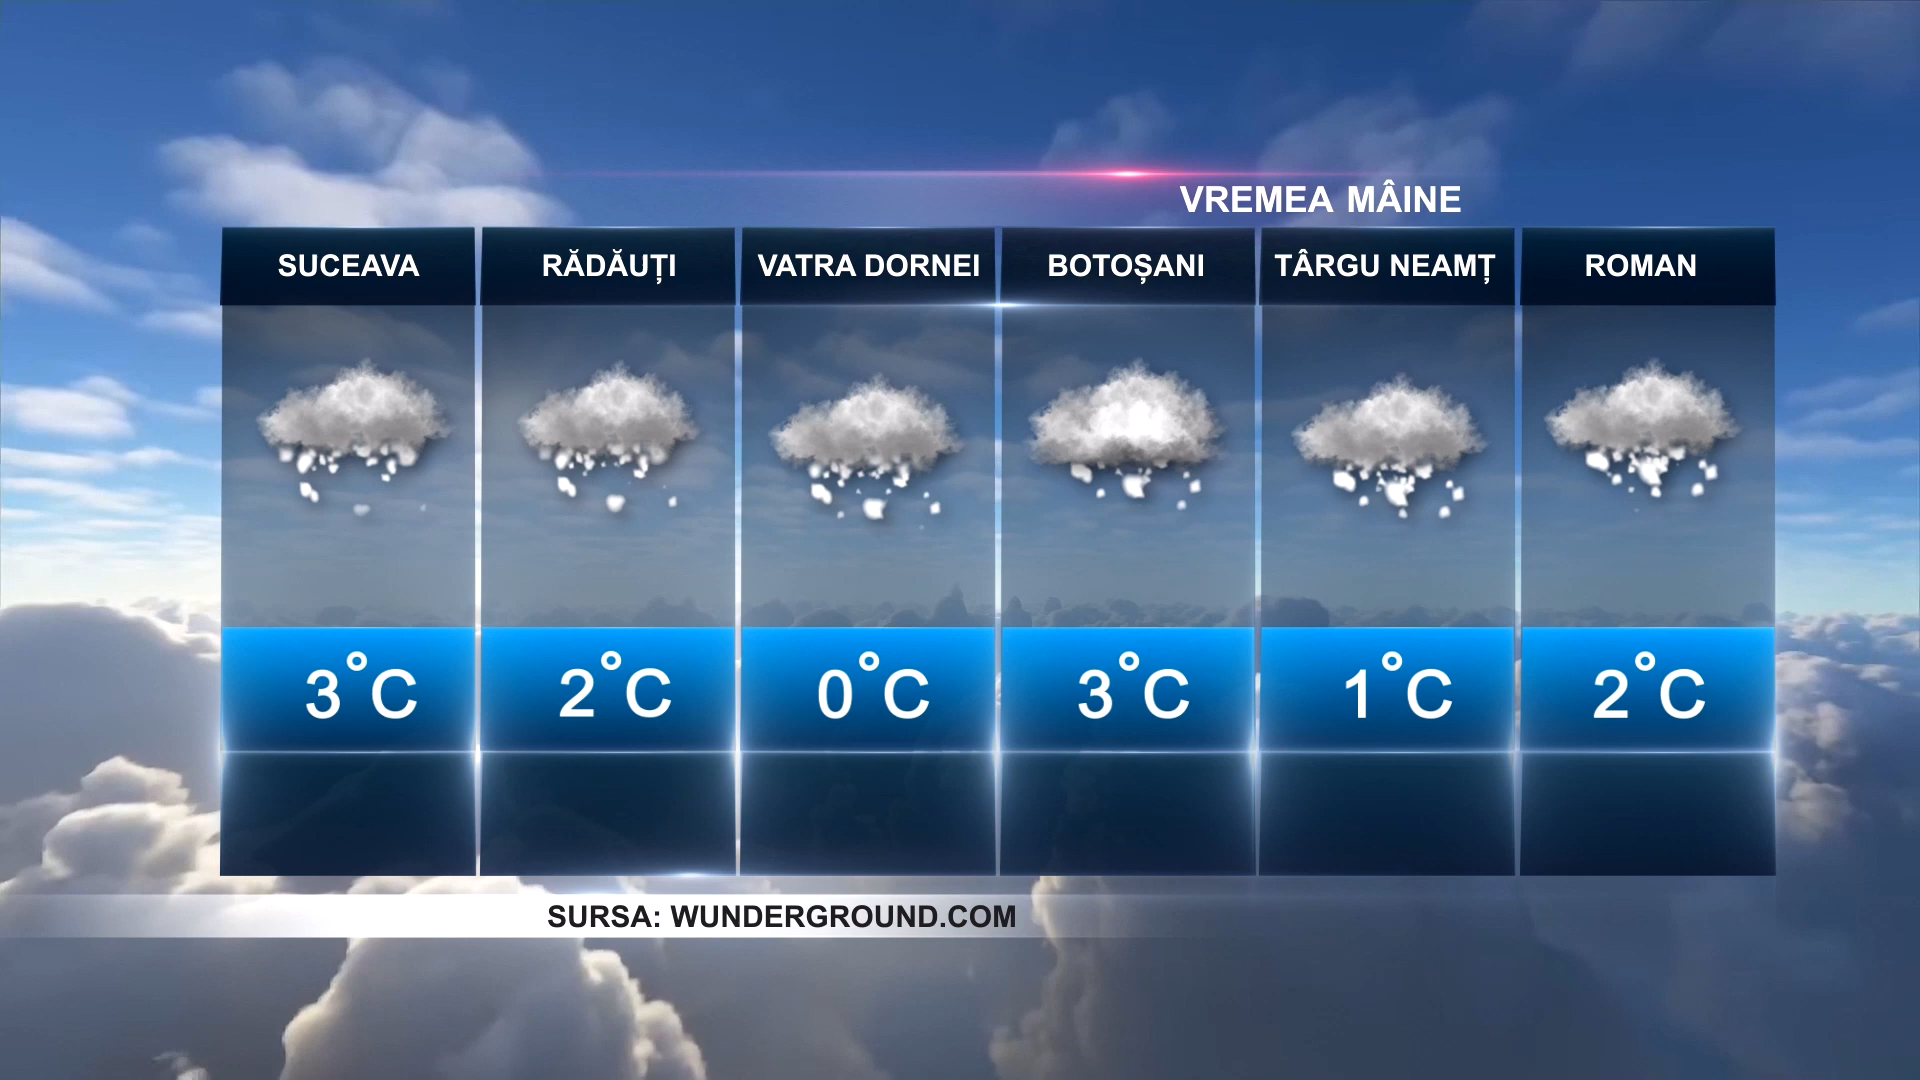 VREMEA MÂINE
SUCEAVA
RĂDĂUȚI
VATRA DORNEI
BOTOȘANI
TÂRGU NEAMȚ
ROMAN
3°C
2°C
0°C
3°C
1°C
2°C
SURSA: WUNDERGROUND.COM